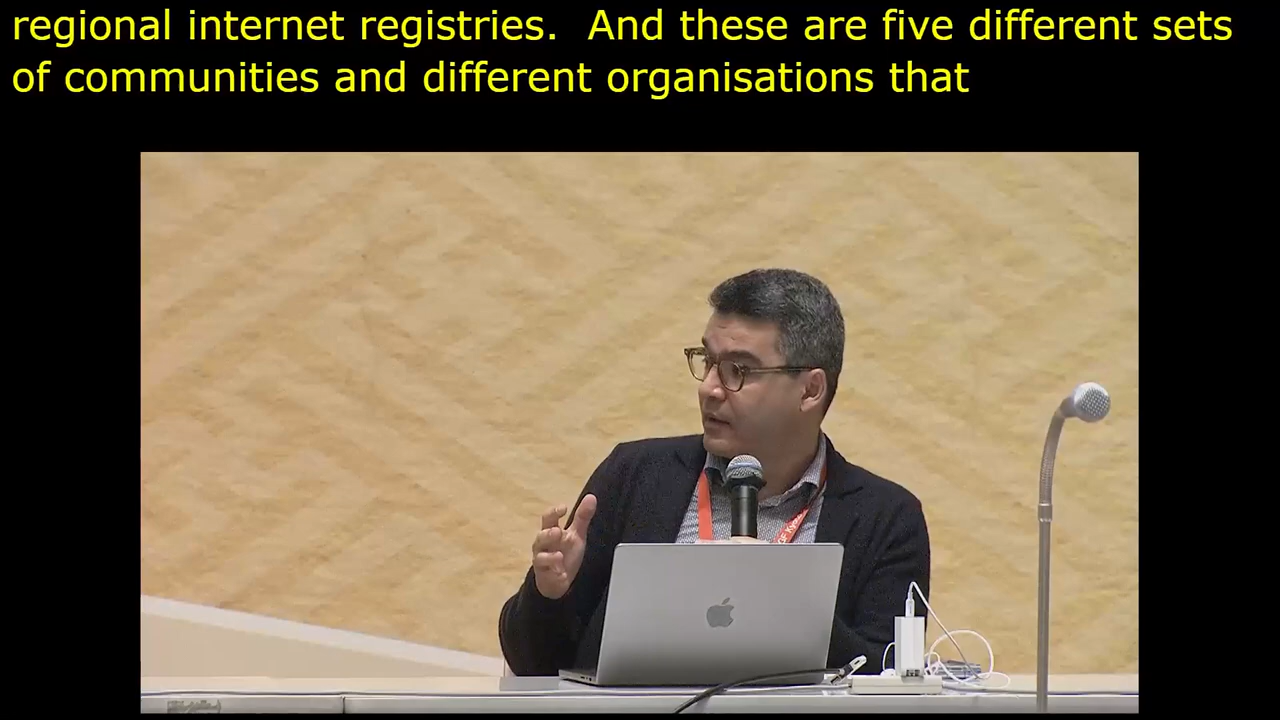 regional internet registries.  And these are five different sets
of communities and different organisations that